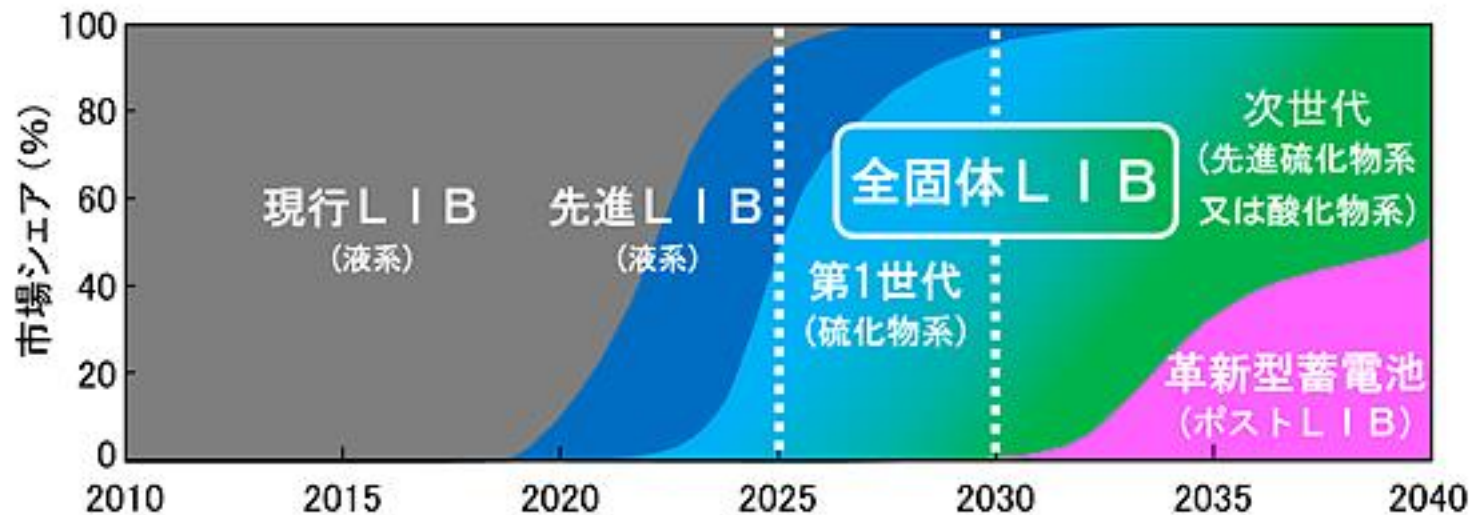 市場シェア(%)
100
80
60
40
20
0
現行LIB
(液系)
先進LIB
(液系)
全固体LIB
第1世代
(硫化物系)
次世代
(先進硫化物系
又は酸化物系)
革新型蓄電池
(ポストLIB)
2010 2015 2020 2025 2030 2035 2040